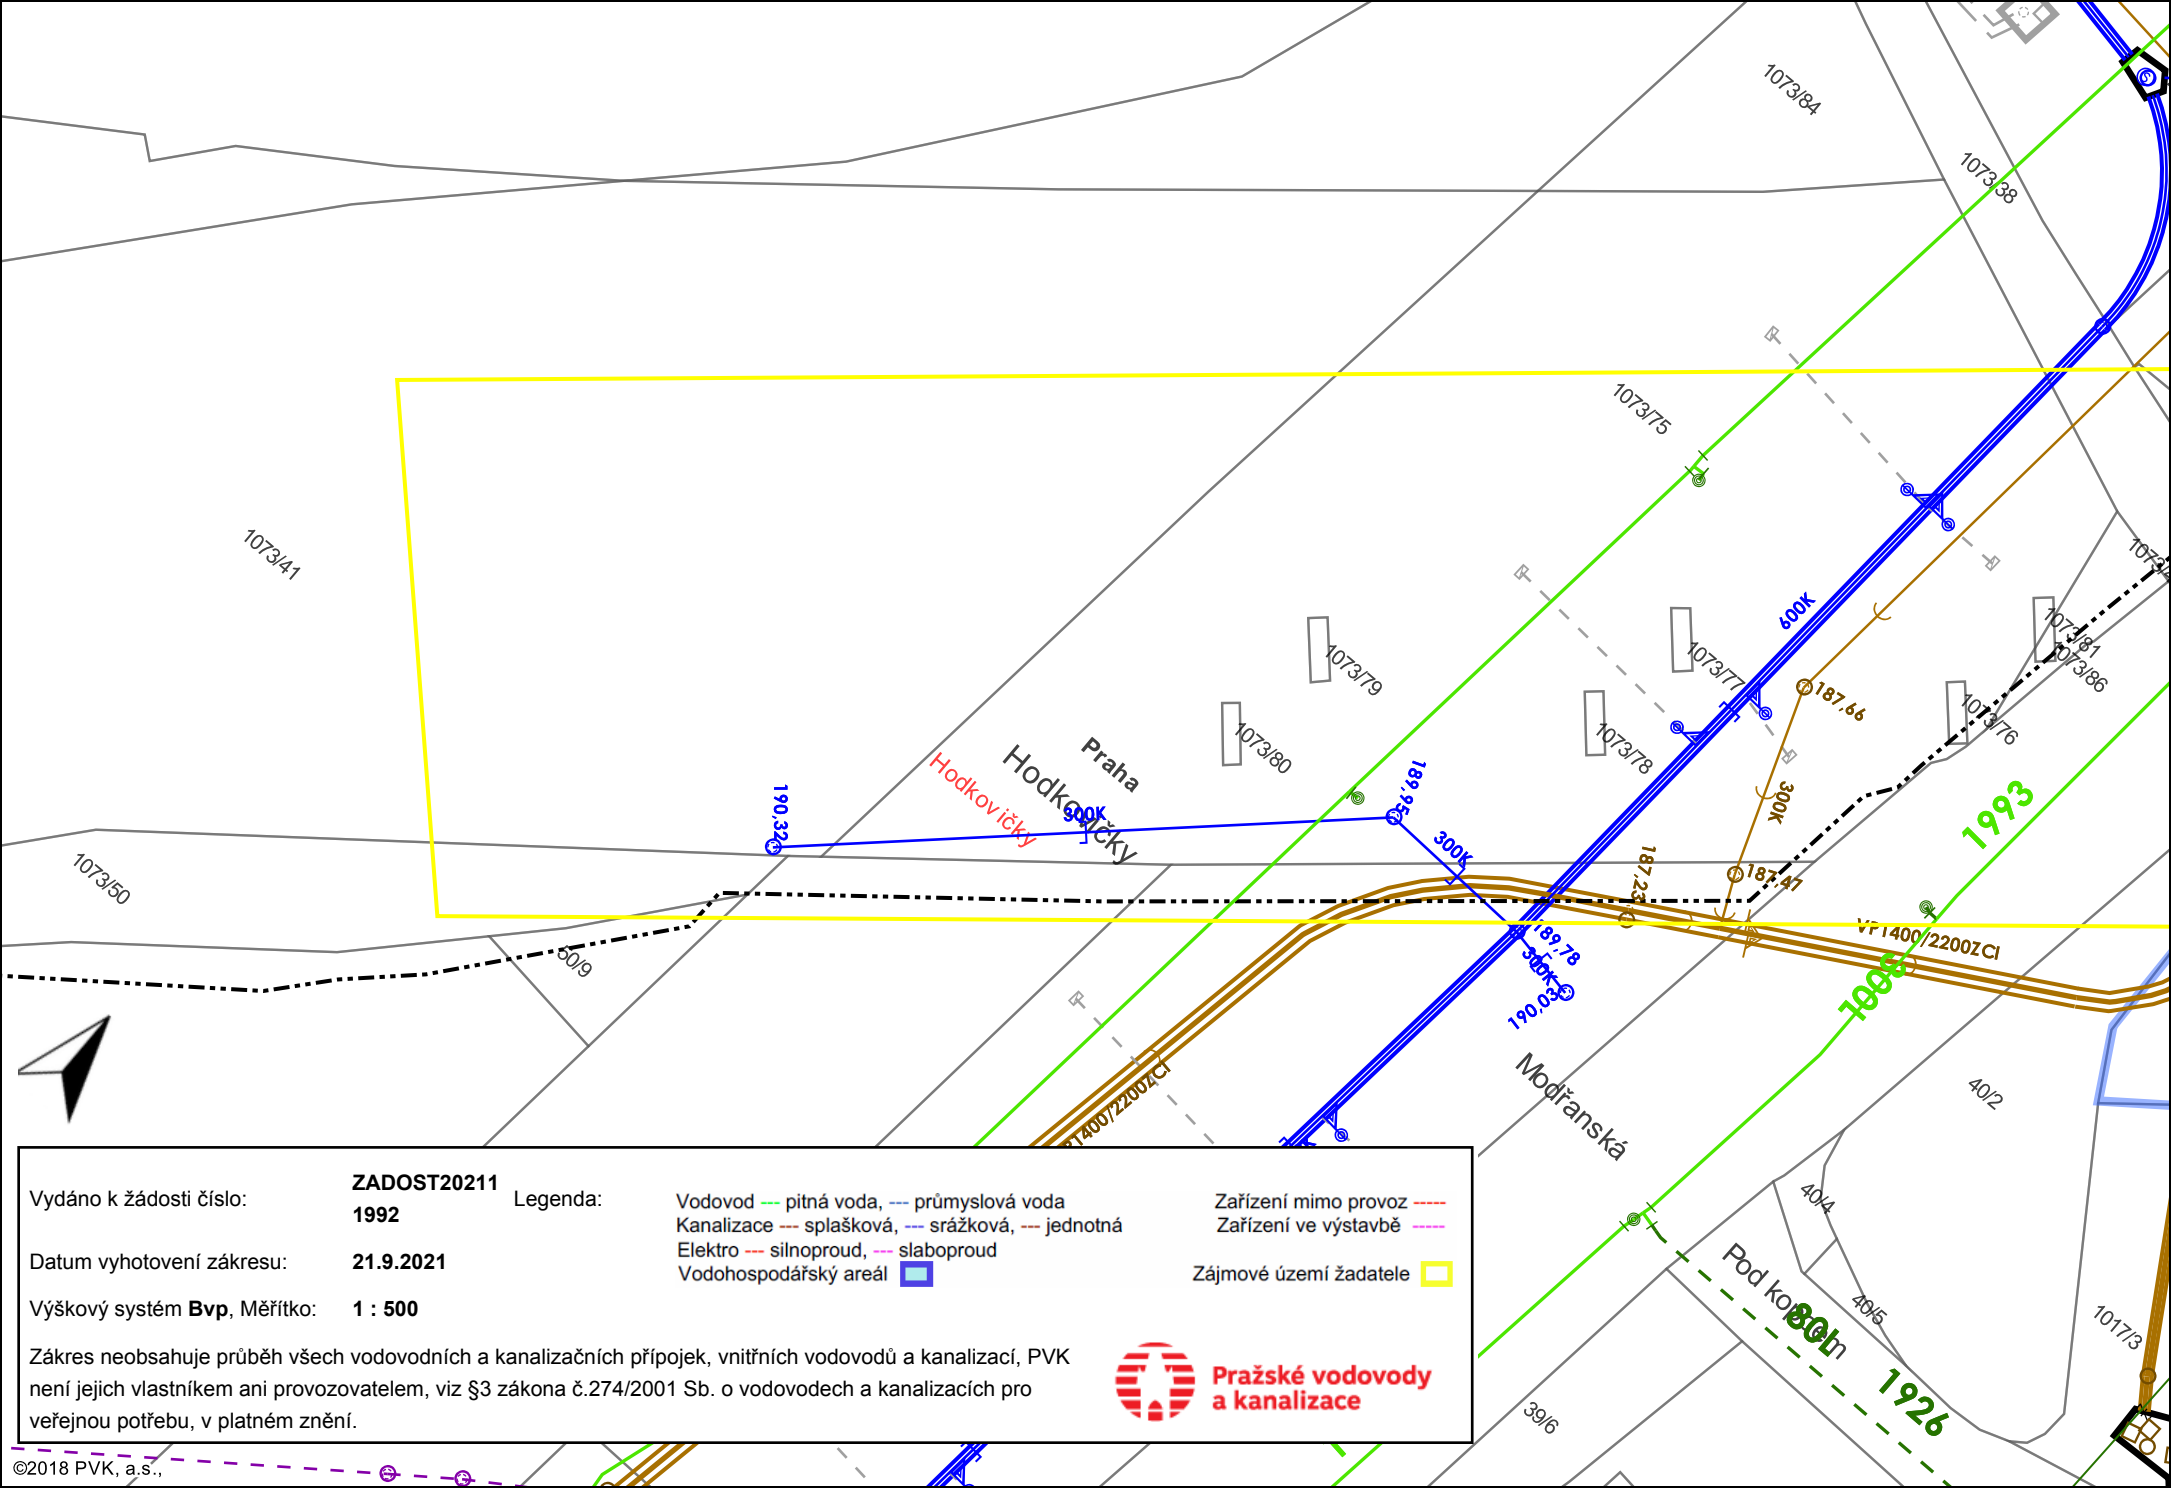 1073/84
1073/38
1073/75
1073/41
600K
1073/81
1073/86
1073/79
1073/77
187,66
1073/76
1073/80
1073/78
Praha
Hodkovičky
Hodkovičky
190,32
300K
189,95
300K
300K
1993
1073/50
187,23
187,47
VP1400/2200ZCI
50/9
189,78
300K
190,03
100G
1400/2200ZCI
Modřanská
40/2
40/4
Pod kopcem
80L
40/5
1926
1017/3
39/6
Vydáno k žádosti číslo: ZADOST20211
1992
Legenda:
Vodovod --- pitná voda, --- průmyslová voda
Kanalizace --- splašková, --- srážková, --- jednotná
Elektro --- silnoproud, --- slaboproud
Vodohospodářský areál
Zařízení mimo provoz -----
Zařízení ve výstavbě -----
Zájmové území žadatele
Datum vyhotovení zákresu: 21.9.2021
Výškový systém Bvp, Měřítko: 1 : 500
Zákres neobsahuje průběh všech vodovodních a kanalizačních přípojek, vnitřních vodovodů a kanalizací, PVK
není jejich vlastníkem ani provozovatelem, viz §3 zákona č.274/2001 Sb. o vodovodech a kanalizacích pro
veřejnou potřebu, v platném znění.
Pražské vodovody
a kanalizace
©2018 PVK, a.s.,